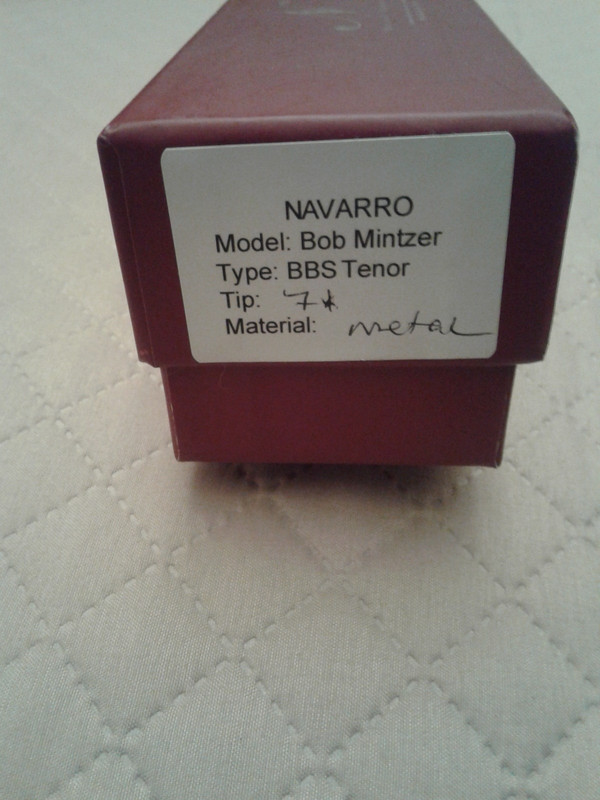 NAVARRO
Model: Bob Mintzer
Type: BBS Tenor
Tip: 7*
Material: metal